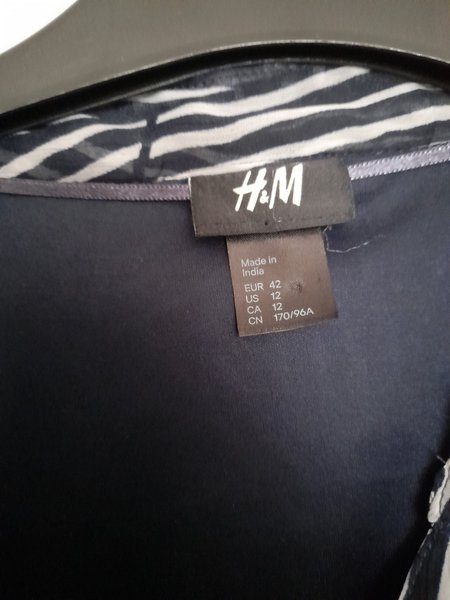 H&M
Made in
India
EUR 42
US 12
CA 12
CN 170/96A